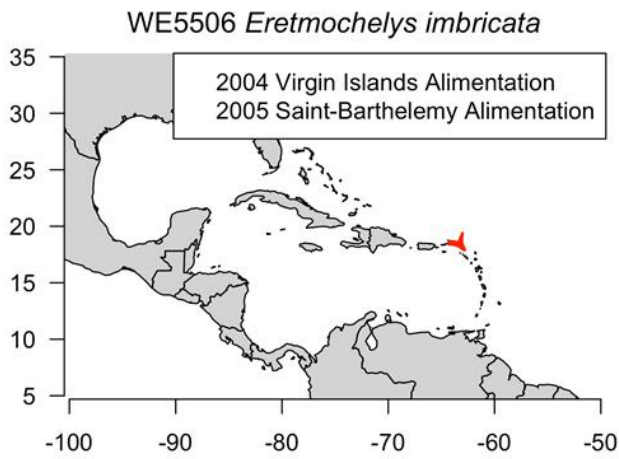 WE5506 Eretmochelys imbricata
2004 Virgin Islands Alimentation
2005 Saint-Barthelemy Alimentation
35
30
25
20
15
10
5
-100 -90 -80 -70 -60 -50